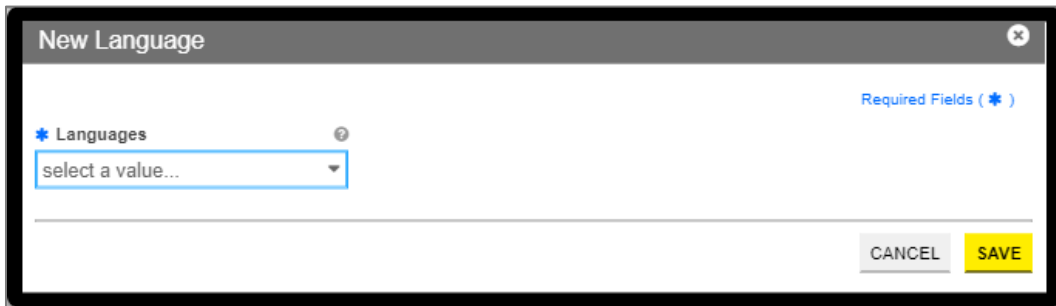 New Language
Required Fields ( * )
* Languages
select a value...
CANCEL SAVE